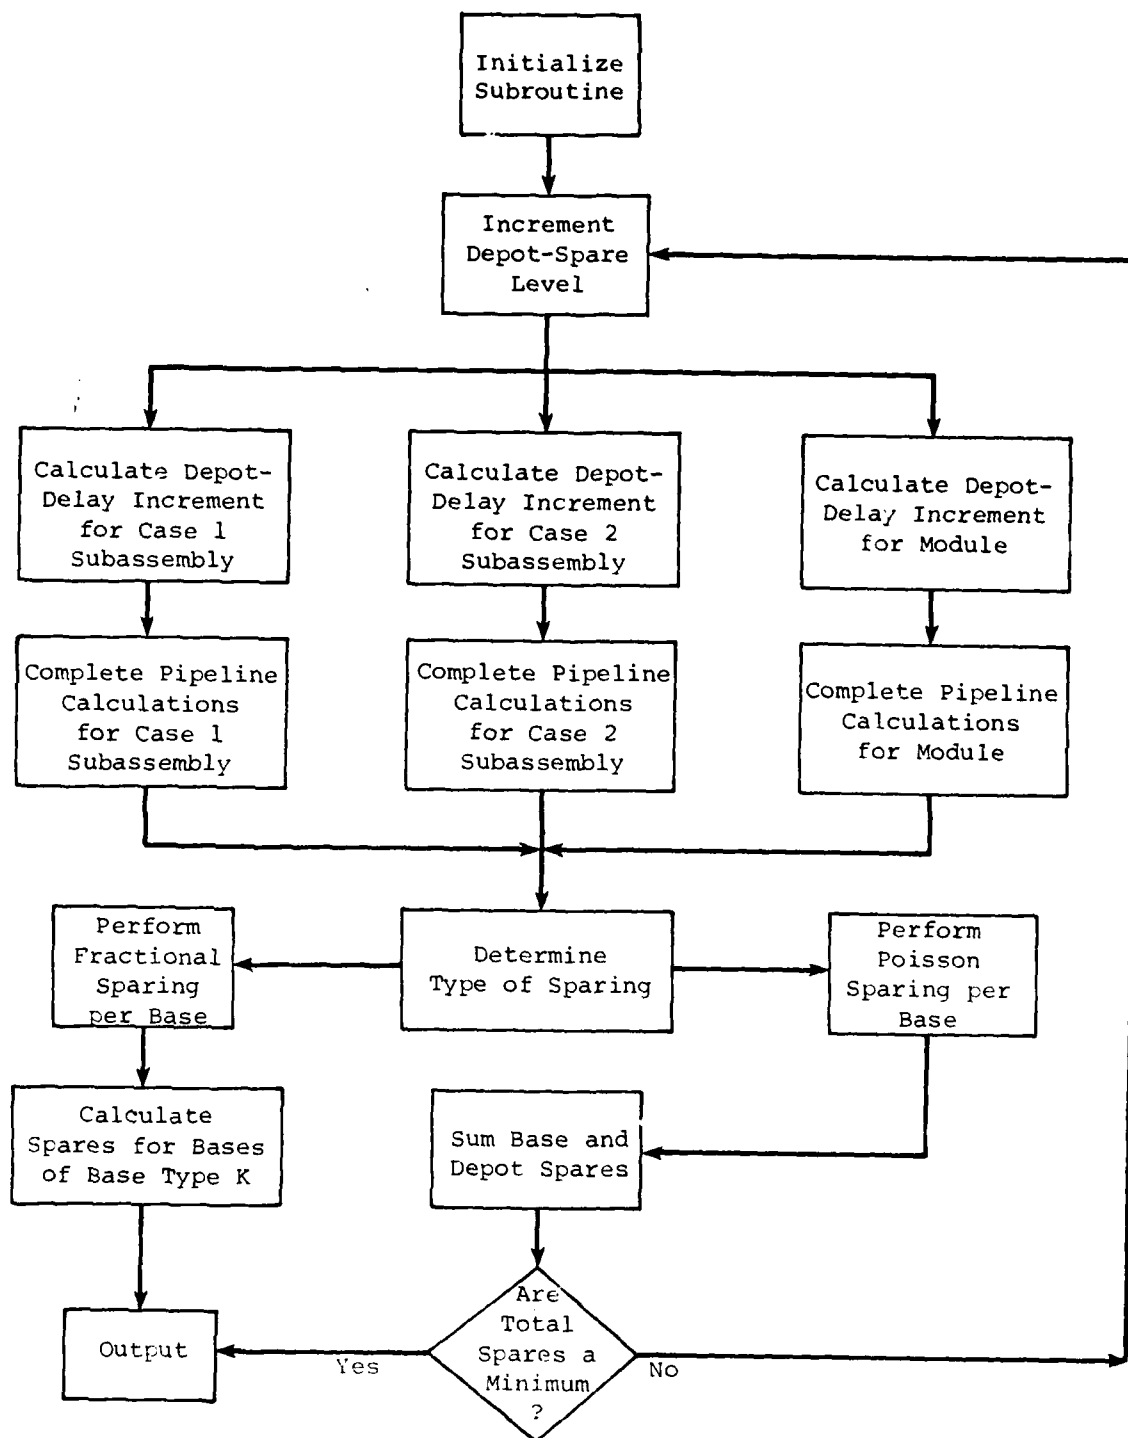 Initialize
Subroutine
Increment
Depot-Spare
Level
Calculate Depot-
Delay Increment
for Case 1
Subassembly
Calculate Depot-
Delay Increment
for Case 2
Subassembly
Calculate Depot-
Delay Increment
for Module
Complete Pipeline
Calculations
for Case 1
Subassembly
Complete Pipeline
Calculations
for Case 2
Subassembly
Complete Pipeline
Calculations
for Module
Perform
Fractional
Sparing
per Base
Determine
Type of Sparing
Perform
Poisson
Sparing per
Base
Calculate
Spares for Bases
of Base Type K
Sum Base and
Depot Spares
Output
Are
Total
Spares a
Minimum
?
Yes
No